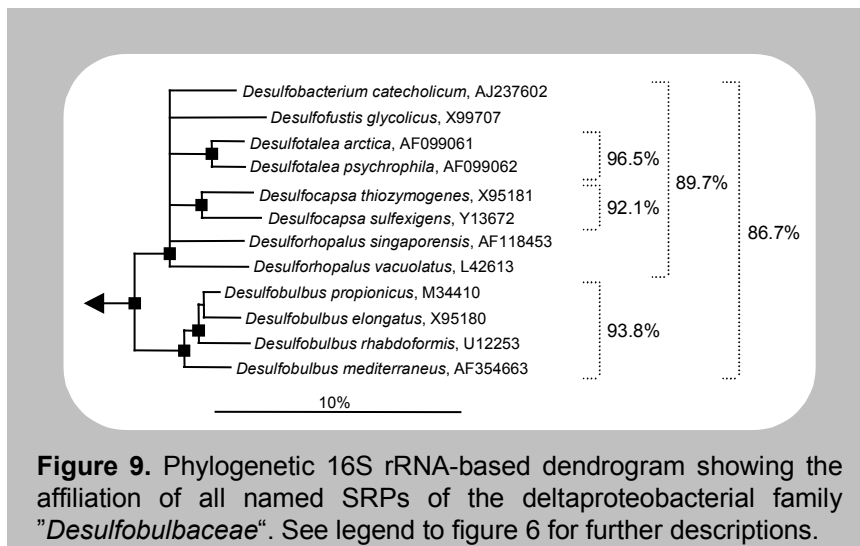 Desulfobacterium catecholicum, AJ237602
Desulfofustis glycolicus, X99707
Desulfotalea arctica, AF099061
Desulfotalea psychrophila, AF099062
96.5%
Desulfocapsa thiozymogenes, X95181
Desulfocapsa sulfexigens, Y13672
92.1%
89.7%
Desulforhopalus singaporensis, AF118453
Desulforhopalus vacuolatus, L42613
86.7%
Desulfobulbus propionicus, M34410
Desulfobulbus elongatus, X95180
Desulfobulbus rhabdoformis, U12253
Desulfobulbus mediterraneus, AF354663
93.8%
10%
Figure 9. Phylogenetic 16S rRNA-based dendrogram showing the
affiliation of all named SRPs of the deltaproteobacterial family
”Desulfobulbaceae“. See legend to figure 6 for further descriptions.